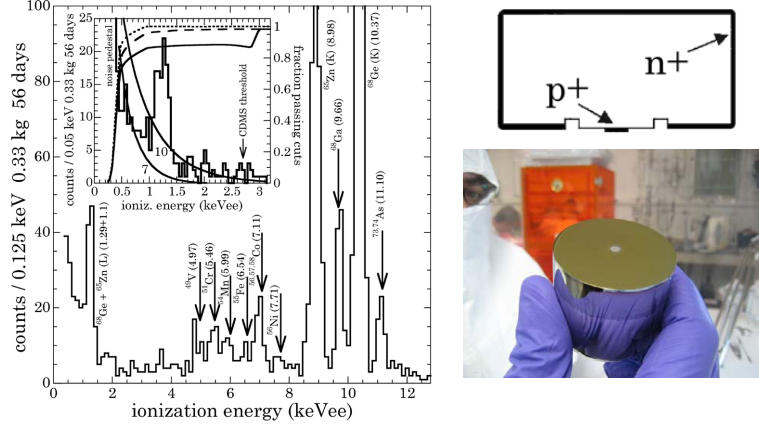 counts / 0.125 keV 0.33 kg 56 days
100
80
60
40
20
0
0
2
4
6
8
10
12
ionization energy (keVee)
counts / 0.05 keV 0.33 kg 56 days
25
20
15
10
5
0
0
0.5
1
1.5
2
2.5
3
ioniz. energy (keVee)
1
0.8
0.6
0.4
0.2
0
fraction passing cuts
noise pedestal
CDMS threshold
7
10
⁶⁸Ge + ⁶⁵Zn (L) (1.29+1.1)
⁴⁹V (4.97)
⁵¹Cr (5.46)
⁵⁴Mn (5.99)
⁵⁵Fe (6.54)
⁵⁶,⁵⁷,⁵⁸Co (7.11)
⁵⁶Ni (7.71)
⁶⁵Zn (K) (8.98)
⁶⁸Ga (9.66)
⁶⁸Ge (K) (10.37)
⁷³,⁷⁴As (11.10)
n+
p+